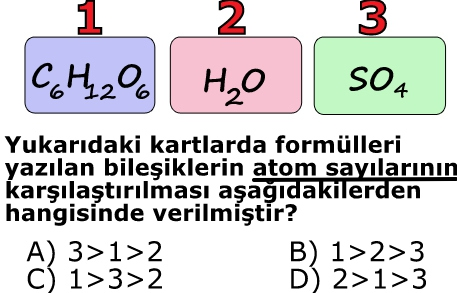 1 2 3
C₆H₁₂O₆ H₂O SO₄
Yukarıdaki kartlarda formülleri
yazılan bileşiklerin atom sayılarının
karşılaştırılması aşağıdakilerden
hangisinde verilmiştir?
A) 3>1>2 B) 1>2>3
C) 1>3>2 D) 2>1>3